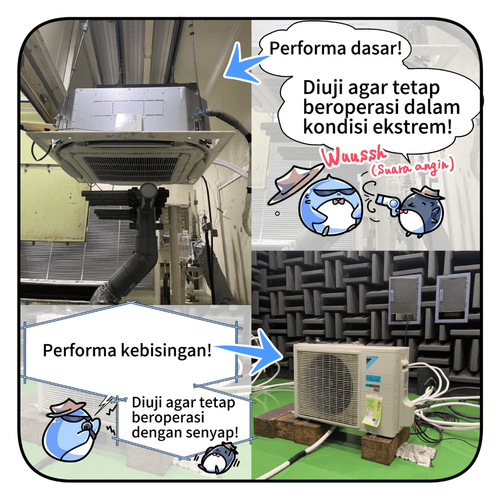 Performa dasar!
Diuji agar tetap
beroperasi dalam
kondisi ekstrem!
Wuussh
(Suara angin)
Performa kebisingan!
Diuji agar tetap
beroperasi
dengan senyap!
DAIKIN